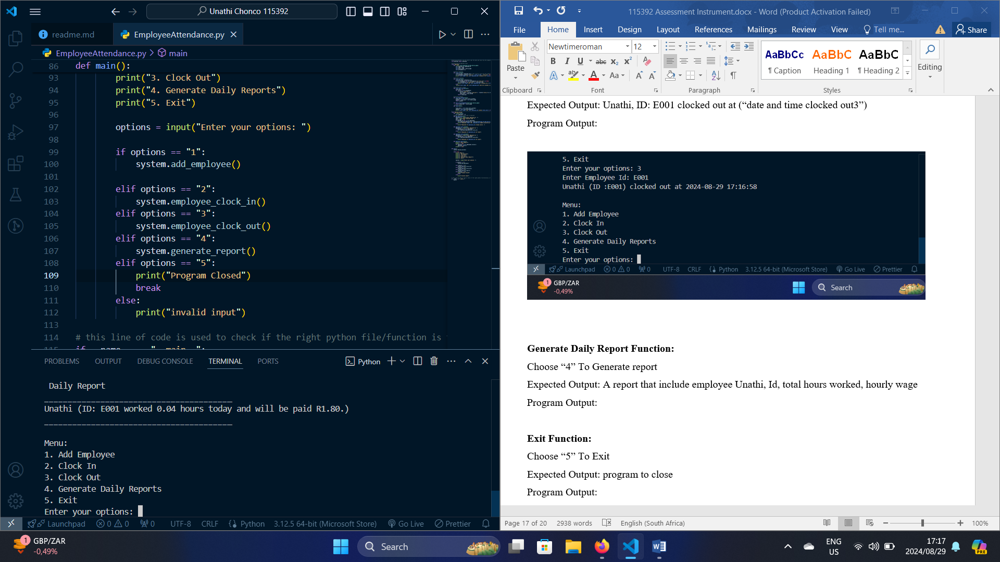 Unathi Chonco 115392
readme.md
EmployeeAttendance.py
EmployeeAttendance.py > main
86 def main():
93 print("3. Clock Out")
94 print("4. Generate Daily Reports")
95 print("5. Exit")
96
97 options = input("Enter your options: ")
98
99 if options == "1":
100 system.add_employee()
101
102 elif options == "2":
103 system.employee_clock_in()
104 elif options == "3":
105 system.employee_clock_out()
106 elif options == "4":
107 system.generate_report()
108 elif options == "5":
109 print("Program Closed")
110 break
111 else:
112 print("invalid input")
113
114 # this line of code is used to check if the right python file/function is
PROBLEMS OUTPUT DEBUG CONSOLE TERMINAL PORTS Python
Daily Report
________________________________________
Unathi (ID: E001 worked 0.04 hours today and will be paid R1.80.)
________________________________________
Menu:
1. Add Employee
2. Clock In
3. Clock Out
4. Generate Daily Reports
5. Exit
Enter your options:
Launchpad 0 0 0 UTF-8 CRLF Python 3.12.5 64-bit (Microsoft Store) Go Live Prettier
115392 Assessment Instrument.docx - Word (Product Activation Failed)
File Home Insert Design Layout References Mailings Review View Tell me... Share
Paste
Newtimeroman 12
B I U abc x₂ x²
A A Aa A A
AaBbCc AaBbC AaBbC
¶ Caption Heading 1 ¶ Heading 2
Editing
Clipboard Font Paragraph Styles
Expected Output: Unathi, ID: E001 clocked out at (“date and time clocked out3”)
Program Output:
5. Exit
Enter your options: 3
Enter Employee Id: E001
Unathi (ID :E001) clocked out at 2024-08-29 17:16:58
Menu:
1. Add Employee
2. Clock In
3. Clock Out
4. Generate Daily Reports
5. Exit
Enter your options:
Launchpad 0 0 0 UTF-8 CRLF Python 3.12.5 64-bit (Microsoft Store) Go Live Prettier
1 GBP/ZAR
-0,49%
Search
Generate Daily Report Function:
Choose “4” To Generate report
Expected Output: A report that include employee Unathi, Id, total hours worked, hourly wage
Program Output:
Exit Function:
Choose “5” To Exit
Expected Output: program to close
Program Output:
Page 17 of 20 2938 words English (South Africa) 100%
1 GBP/ZAR
-0,49%
Search
ENG
US
17:17
2024/08/29
PRE